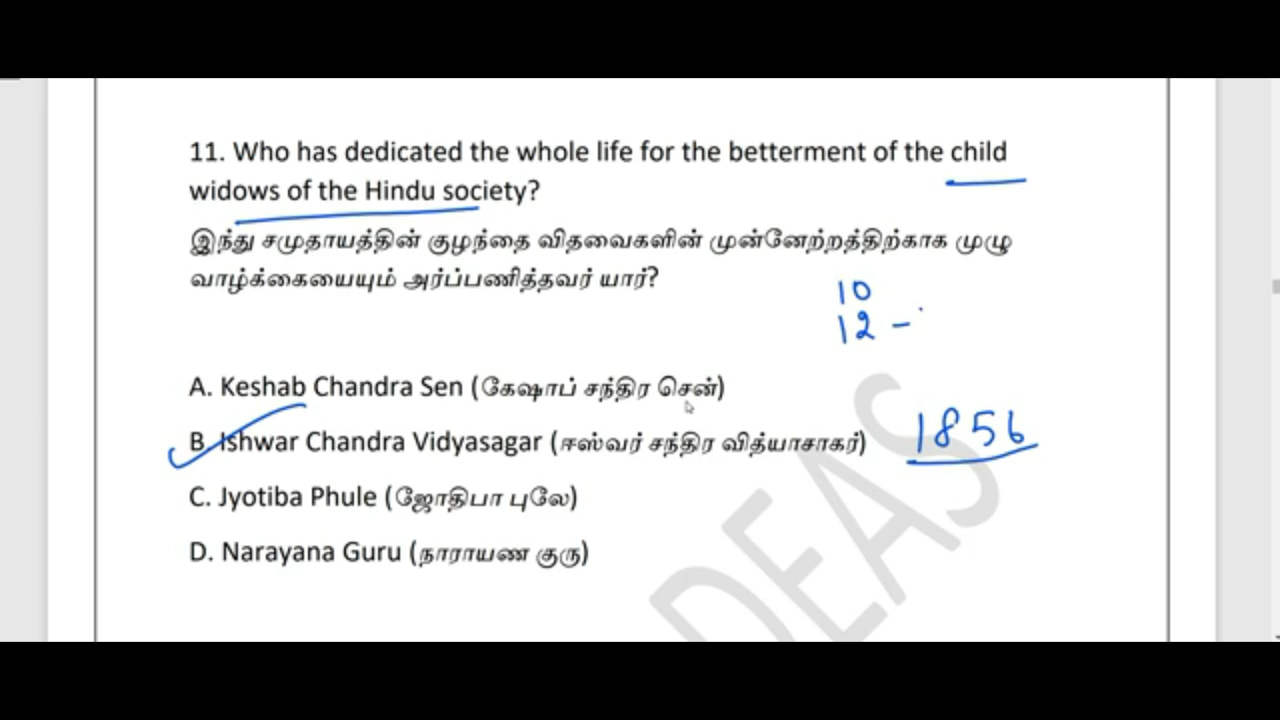 11. Who has dedicated the whole life for the betterment of the child
widows of the Hindu society?
இந்து சமுதாயத்தின் குழந்தை விதவைகளின் முன்னேற்றத்திற்காக முழு
வாழ்க்கையையும் அர்ப்பணித்தவர் யார்?
10
12 –
A. Keshab Chandra Sen (கேஷாப் சந்திர சென்)
B. Ishwar Chandra Vidyasagar (ஈஸ்வர் சந்திர வித்யாசாகர்) 1856
C. Jyotiba Phule (ஜோதிபா புலே)
D. Narayana Guru (நாராயண குரு)
DEAS